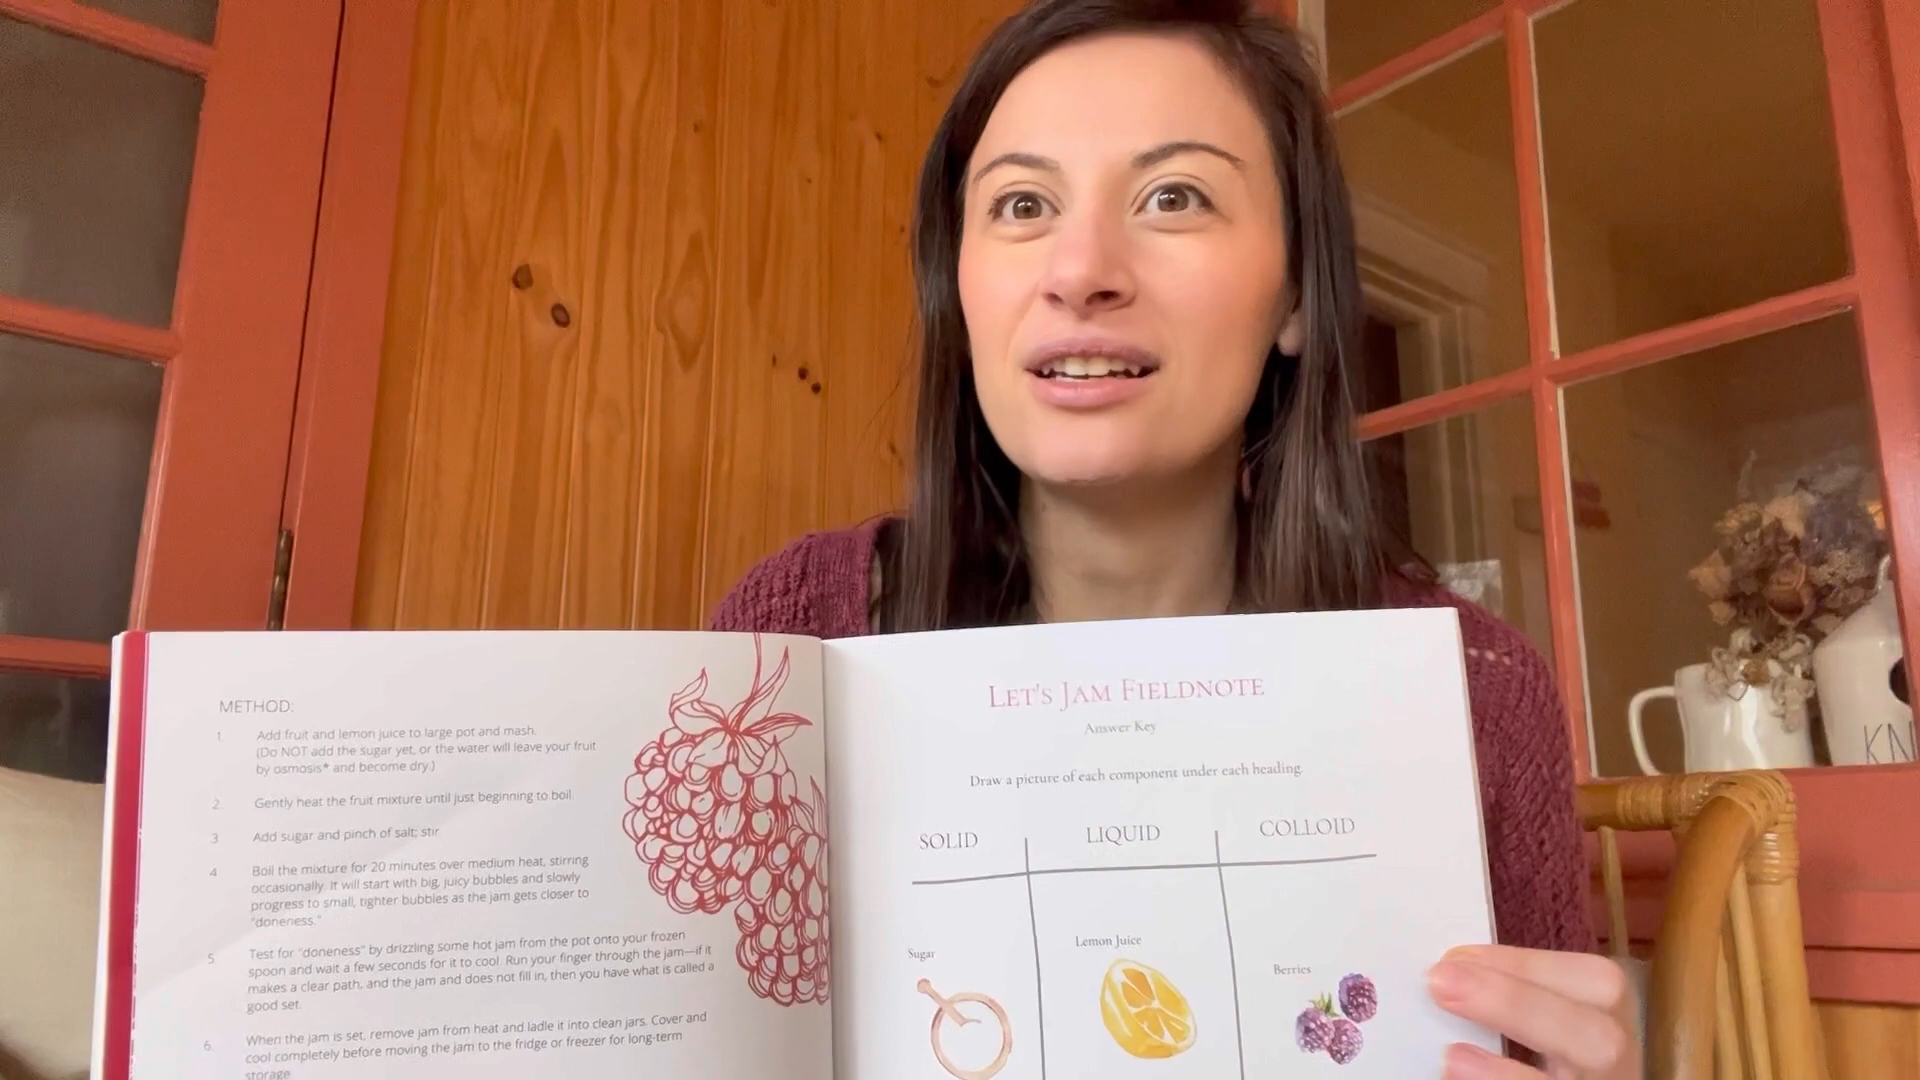 METHOD:
1. Add fruit and lemon juice to large pot and mash.
(Do NOT add the sugar yet, or the water will leave your fruit
by osmosis* and become dry.)
2. Gently heat the fruit mixture until just beginning to boil.
3. Add sugar and pinch of salt; stir
4. Boil the mixture for 20 minutes over medium heat, stirring
occasionally. It will start with big, juicy bubbles and slowly
progress to small, tighter bubbles as the jam gets closer to
"doneness."
5. Test for "doneness" by drizzling some hot jam from the pot onto your frozen
spoon and wait a few seconds for it to cool. Run your finger through the jam—if it
makes a clear path, and the jam and does not fill in, then you have what is called a
good set.
6. When the jam is set, remove jam from heat and ladle it into clean jars. Cover and
cool completely before moving the jam to the fridge or freezer for long-term
storage
LET'S JAM FIELDNOTE
Answer Key
Draw a picture of each component under each heading.
SOLID LIQUID COLLOID
Sugar
Lemon Juice
Berries
KN